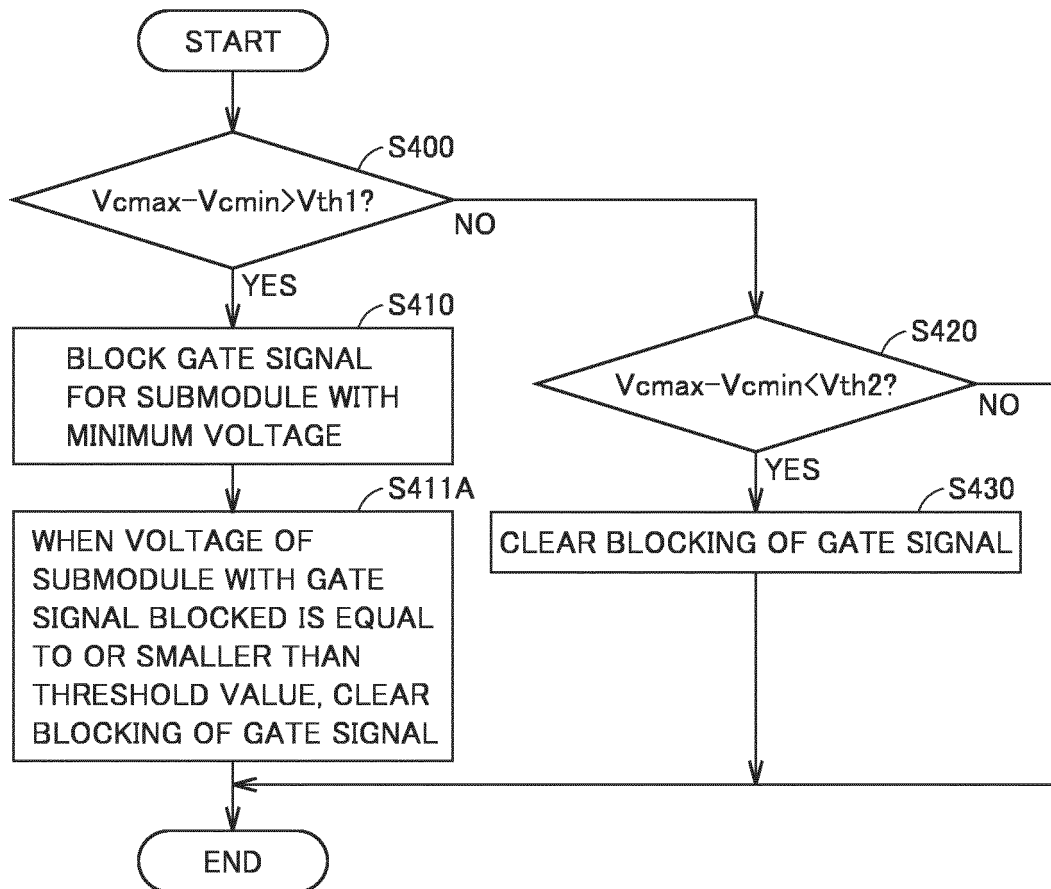 START
S400
Vcmax-Vcmin>Vth1?
NO
YES
S410
BLOCK GATE SIGNAL
FOR SUBMODULE WITH
MINIMUM VOLTAGE
S411A
WHEN VOLTAGE OF
SUBMODULE WITH GATE
SIGNAL BLOCKED IS EQUAL
TO OR SMALLER THAN
THRESHOLD VALUE, CLEAR
BLOCKING OF GATE SIGNAL
S420
Vcmax-Vcmin<Vth2?
NO
YES
S430
CLEAR BLOCKING OF GATE SIGNAL
END